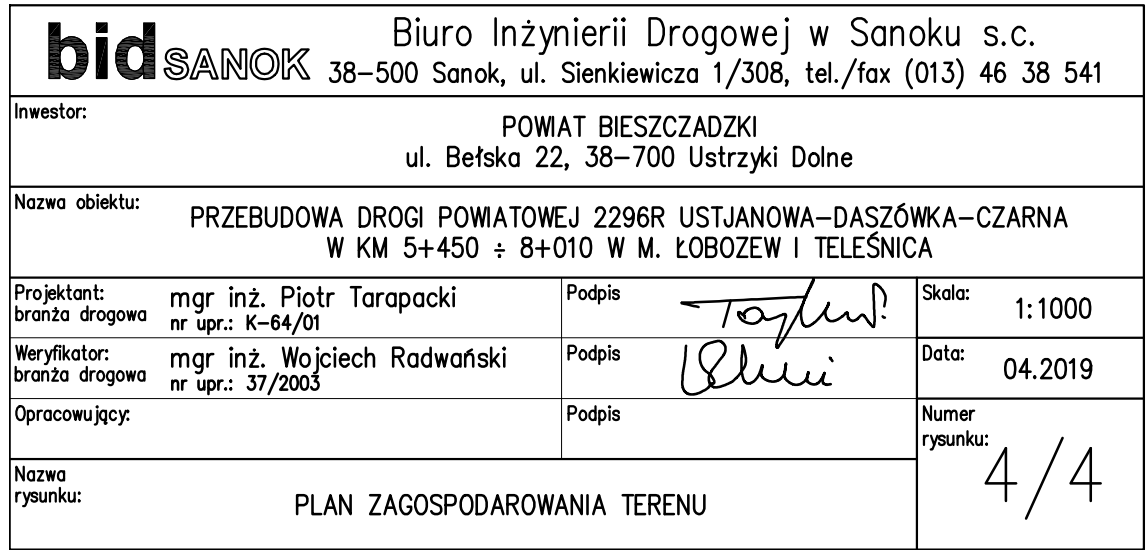 bid SANOK
Biuro Inżynierii Drogowej w Sanoku s.c.
38-500 Sanok, ul. Sienkiewicza 1/308, tel./fax (013) 46 38 541
Inwestor:
POWIAT BIESZCZADZKI
ul. Bełska 22, 38-700 Ustrzyki Dolne
Nazwa obiektu:
PRZEBUDOWA DROGI POWIATOWEJ 2296R USTJANOWA-DASZÓWKA-CZARNA
W KM 5+450 ÷ 8+010 W M. ŁOBOZEW I TELEŚNICA
Projektant:
branża drogowa
mgr inż. Piotr Tarapacki
nr upr.: K-64/01
Podpis
Skala:
1:1000
Weryfikator:
branża drogowa
mgr inż. Wojciech Radwański
nr upr.: 37/2003
Podpis
Data:
04.2019
Opracowujący:
Podpis
Numer
rysunku:
4/4
Nazwa
rysunku:
PLAN ZAGOSPODAROWANIA TERENU